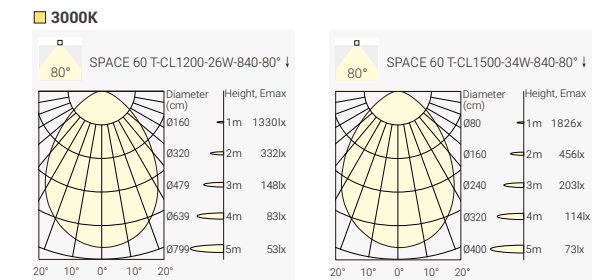 3000K
80°
SPACE 60 T-CL1200-26W-840-80°
Diameter
(cm)
Height, Emax
Ø160 1m 1330lx
Ø320 2m 332lx
Ø479 3m 148lx
Ø639 4m 83lx
Ø799 5m 53lx
20° 10° 0° 10° 20°
80°
SPACE 60 T-CL1500-34W-840-80°
Diameter
(cm)
Height, Emax
Ø80 1m 1826x
Ø160 2m 456lx
Ø240 3m 203lx
Ø320 4m 114lx
Ø400 5m 73lx
20° 10° 0° 10° 20°